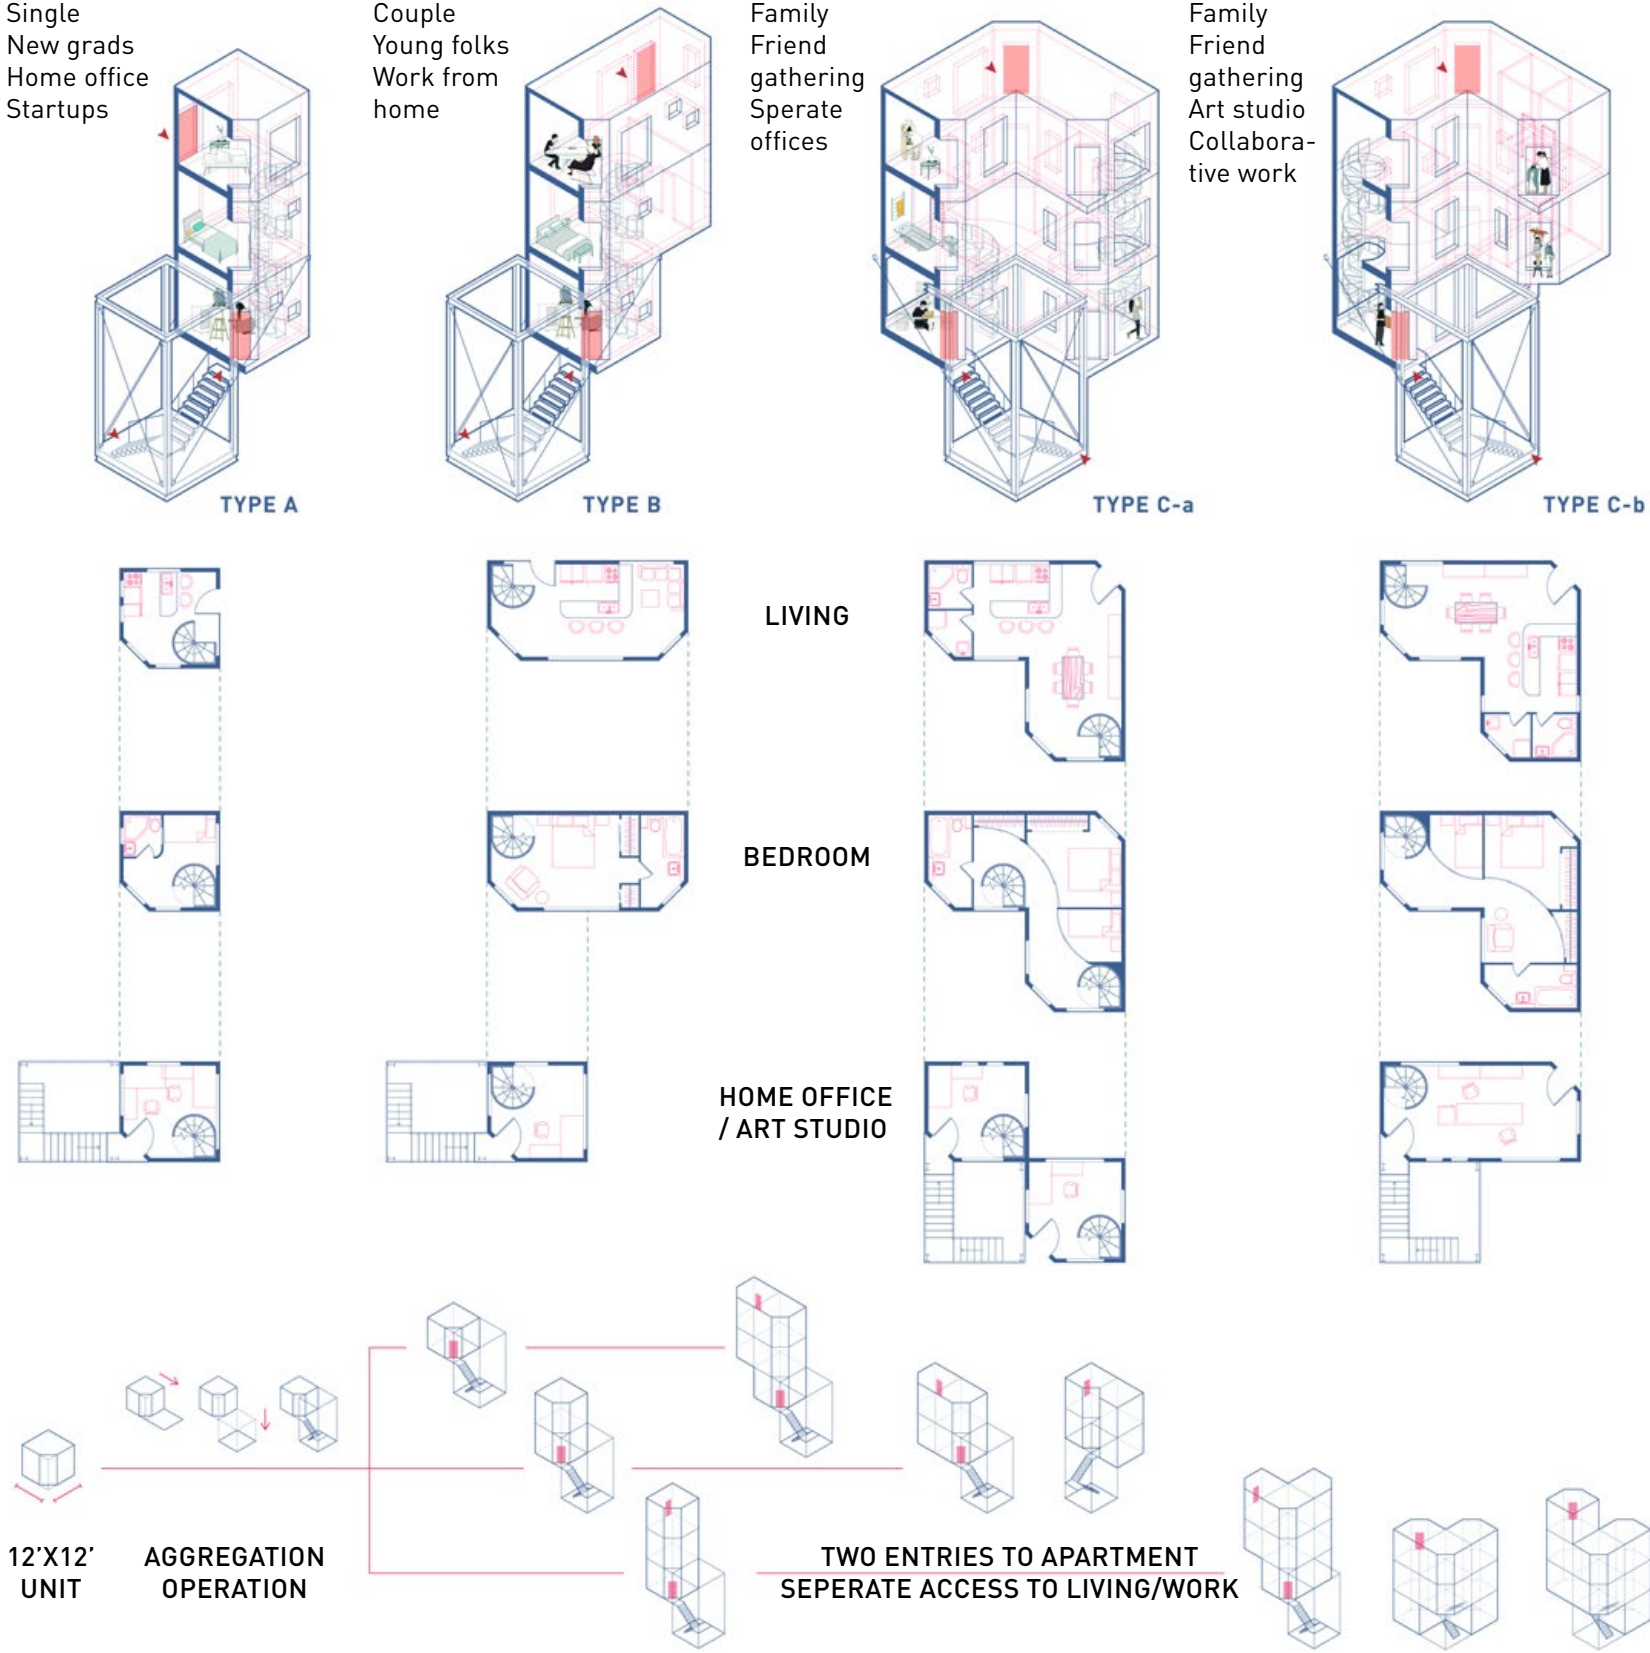 Single
New grads
Home office
Startups
Couple
Young folks
Work from
home
Family
Friend
gathering
Sperate
offices
Family
Friend
gathering
Art studio
Collabora-
tive work
TYPE A
TYPE B
TYPE C-a
TYPE C-b
LIVING
BEDROOM
HOME OFFICE
/ ART STUDIO
12’X12’
UNIT
AGGREGATION
OPERATION
TWO ENTRIES TO APARTMENT
SEPERATE ACCESS TO LIVING/WORK